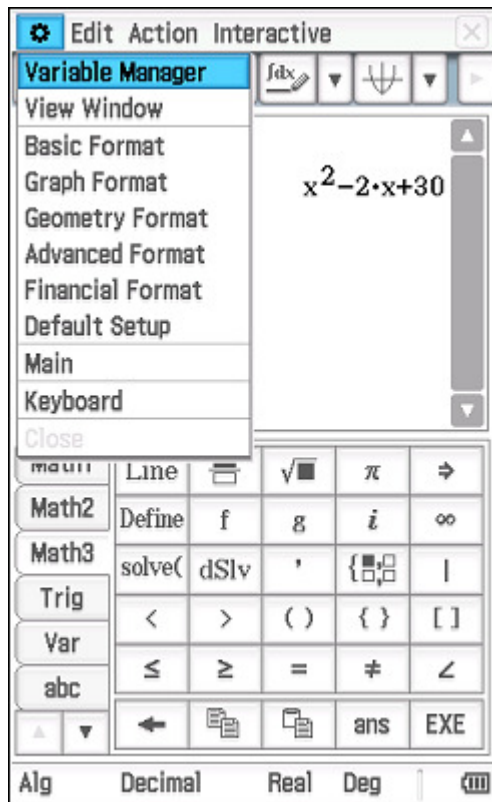 Edit Action Interactive
Variable Manager
∫dx
View Window
Basic Format
Graph Format
x²−2·x+30
Geometry Format
Advanced Format
Financial Format
Default Setup
Main
Keyboard
Close
Math1 Line √■ π ⇒
Math2 Define f g i ∞
Math3 solve( dSlv ' {■;□ |
Trig < > ( ) { } [ ]
Var ≤ ≥ = ≠ ∠
abc
ans EXE
Alg Decimal Real Deg